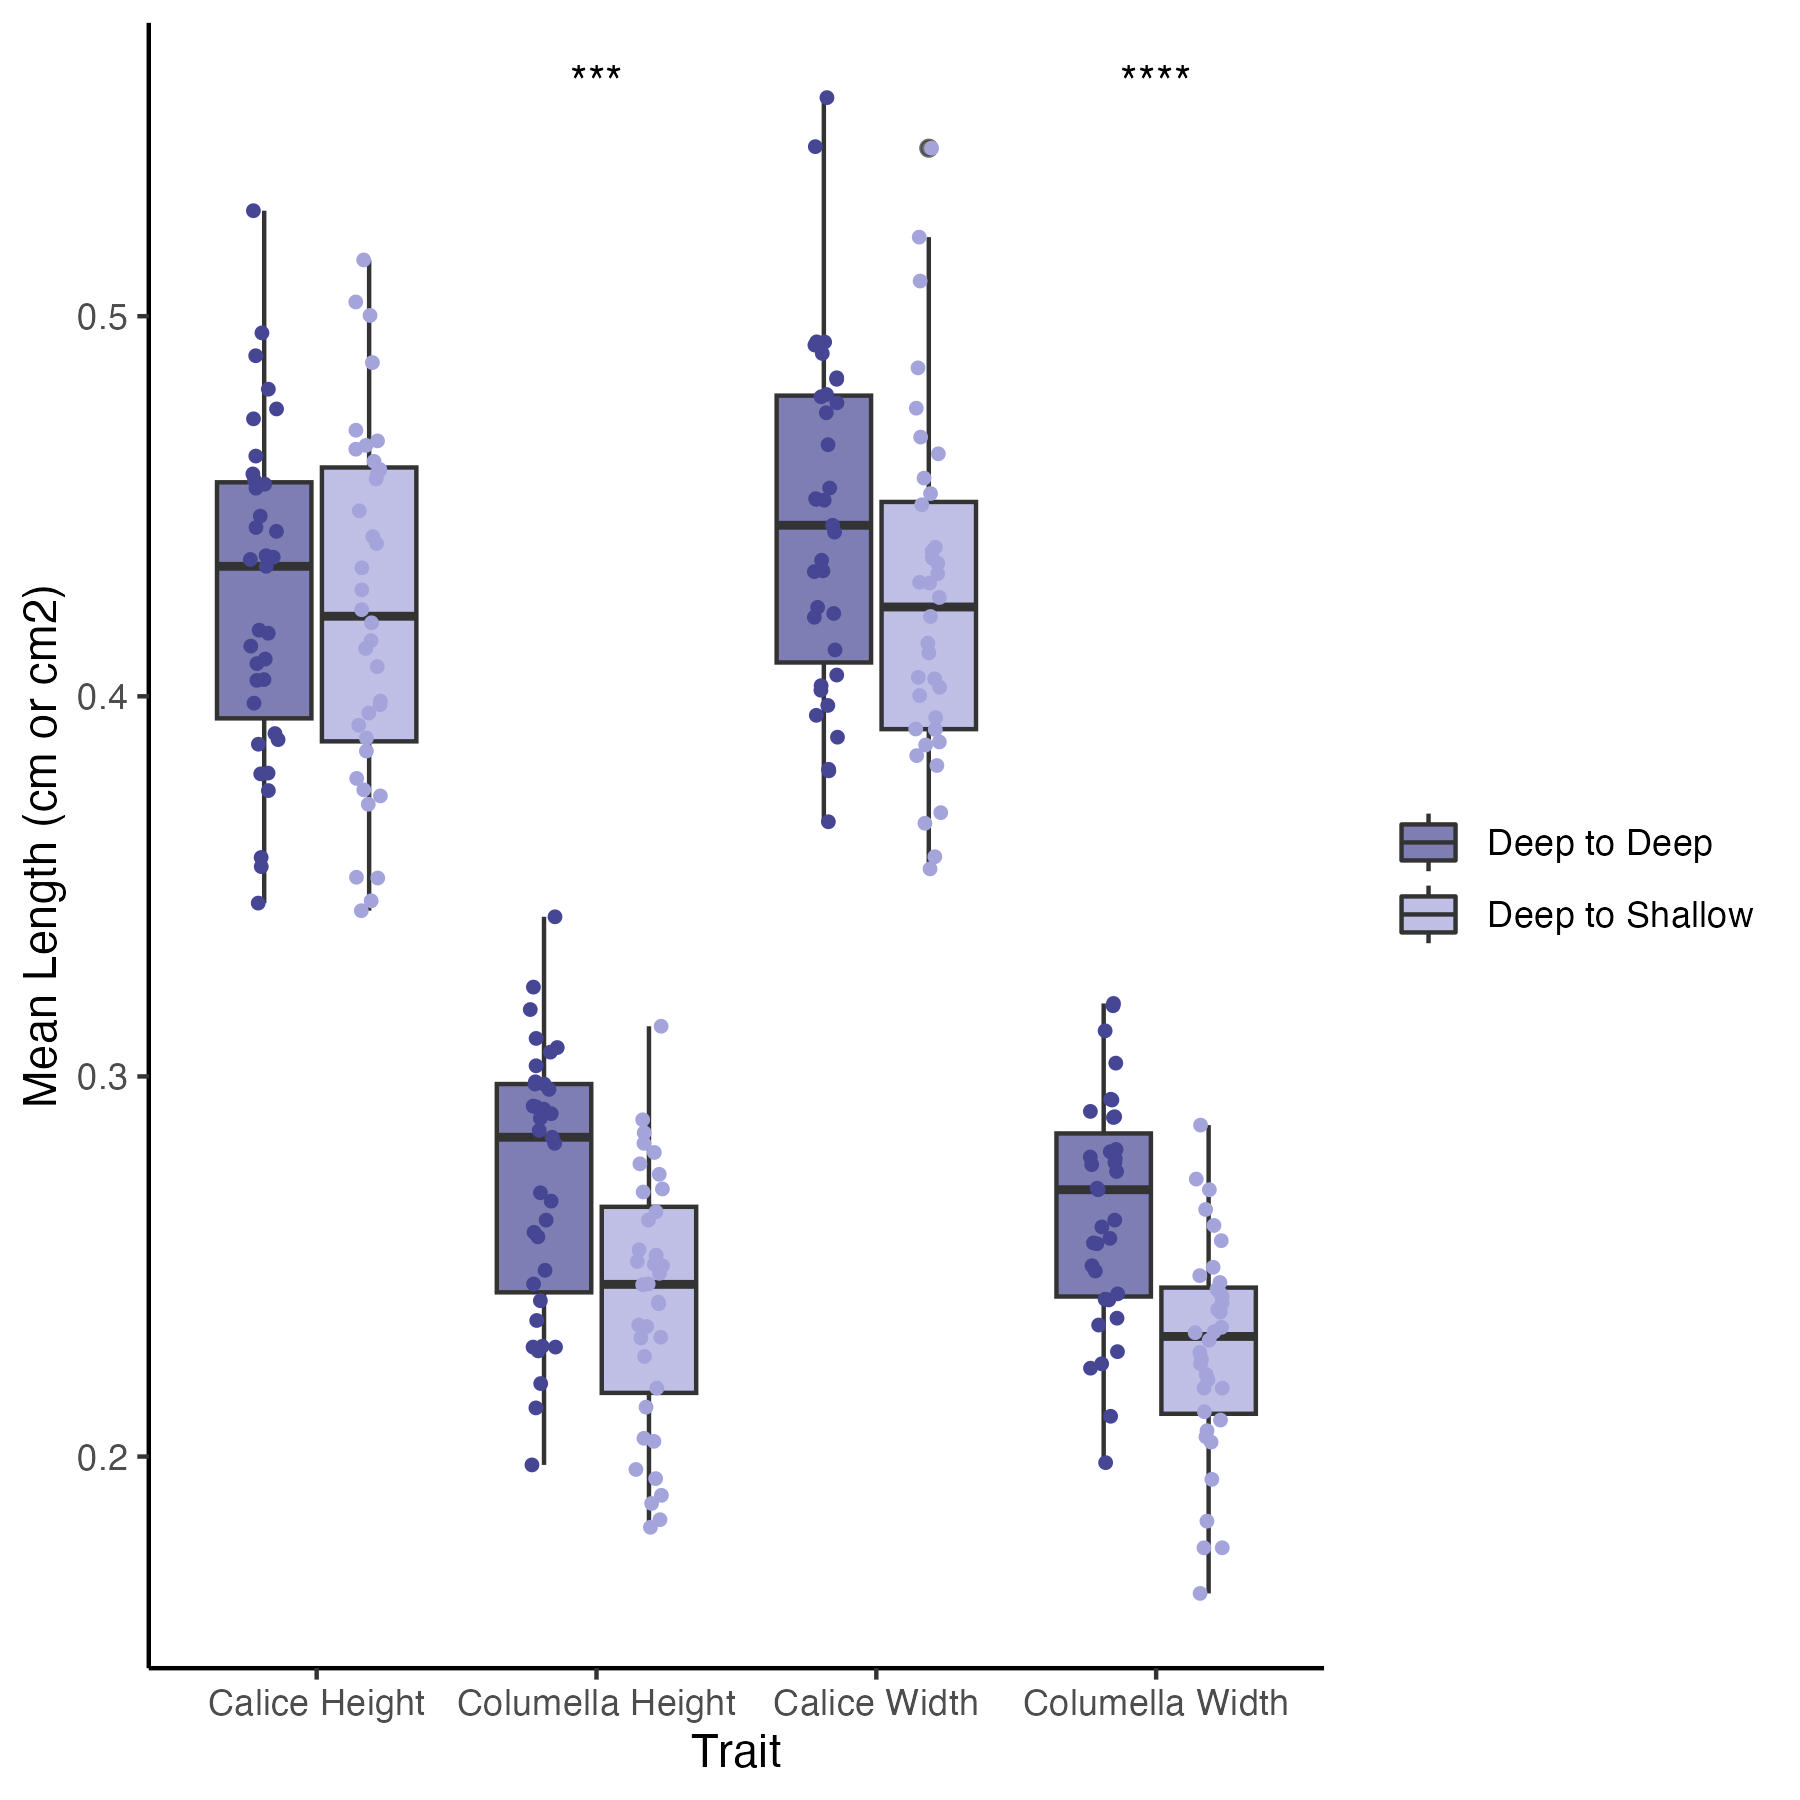 *** ****
0.5
0.4
0.3
0.2
Mean Length (cm or cm2)
Calice Height Columella Height Calice Width Columella Width
Trait
Deep to Deep
Deep to Shallow